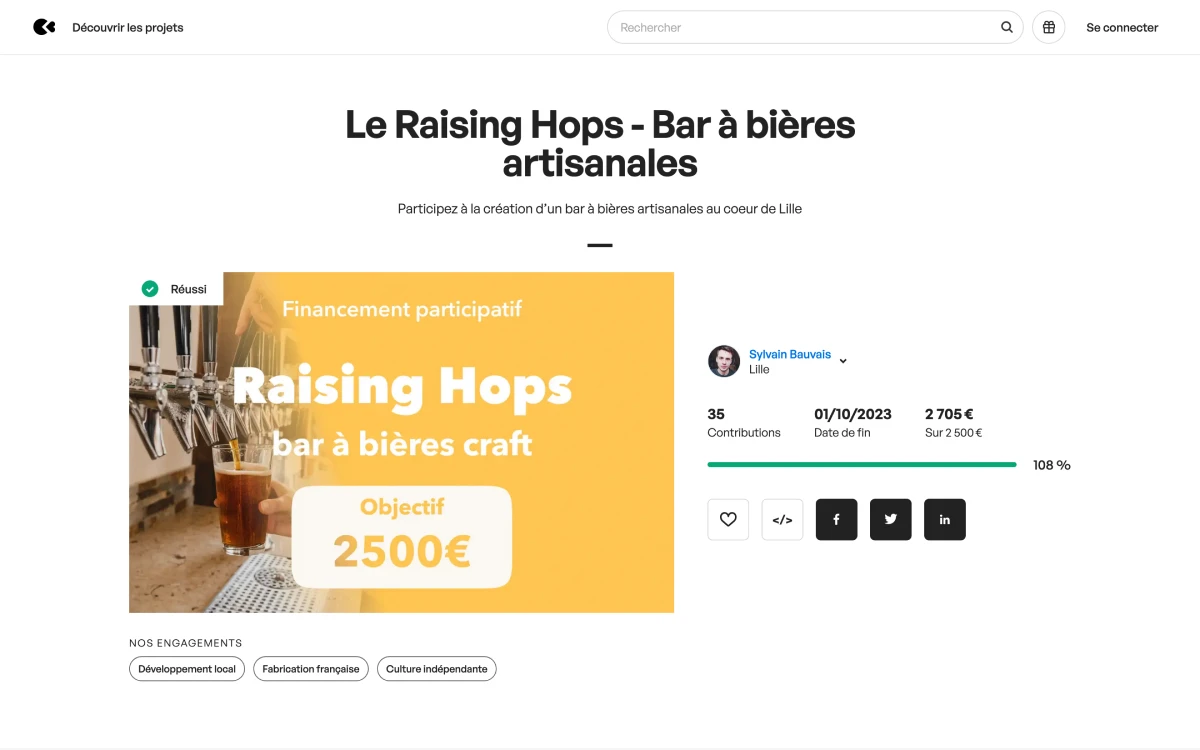 Découvrir les projets
Rechercher
Se connecter
Le Raising Hops - Bar à bières
artisanales
Participez à la création d'un bar à bières artisanales au coeur de Lille
Réussi
Financement participatif
Raising Hops
bar à bières craft
Objectif
2500€
Sylvain Bauvais
Lille
35
Contributions
01/10/2023
Date de fin
2 705 €
Sur 2 500 €
108 %
</>
f
in
NOS ENGAGEMENTS
Développement local
Fabrication française
Culture indépendante